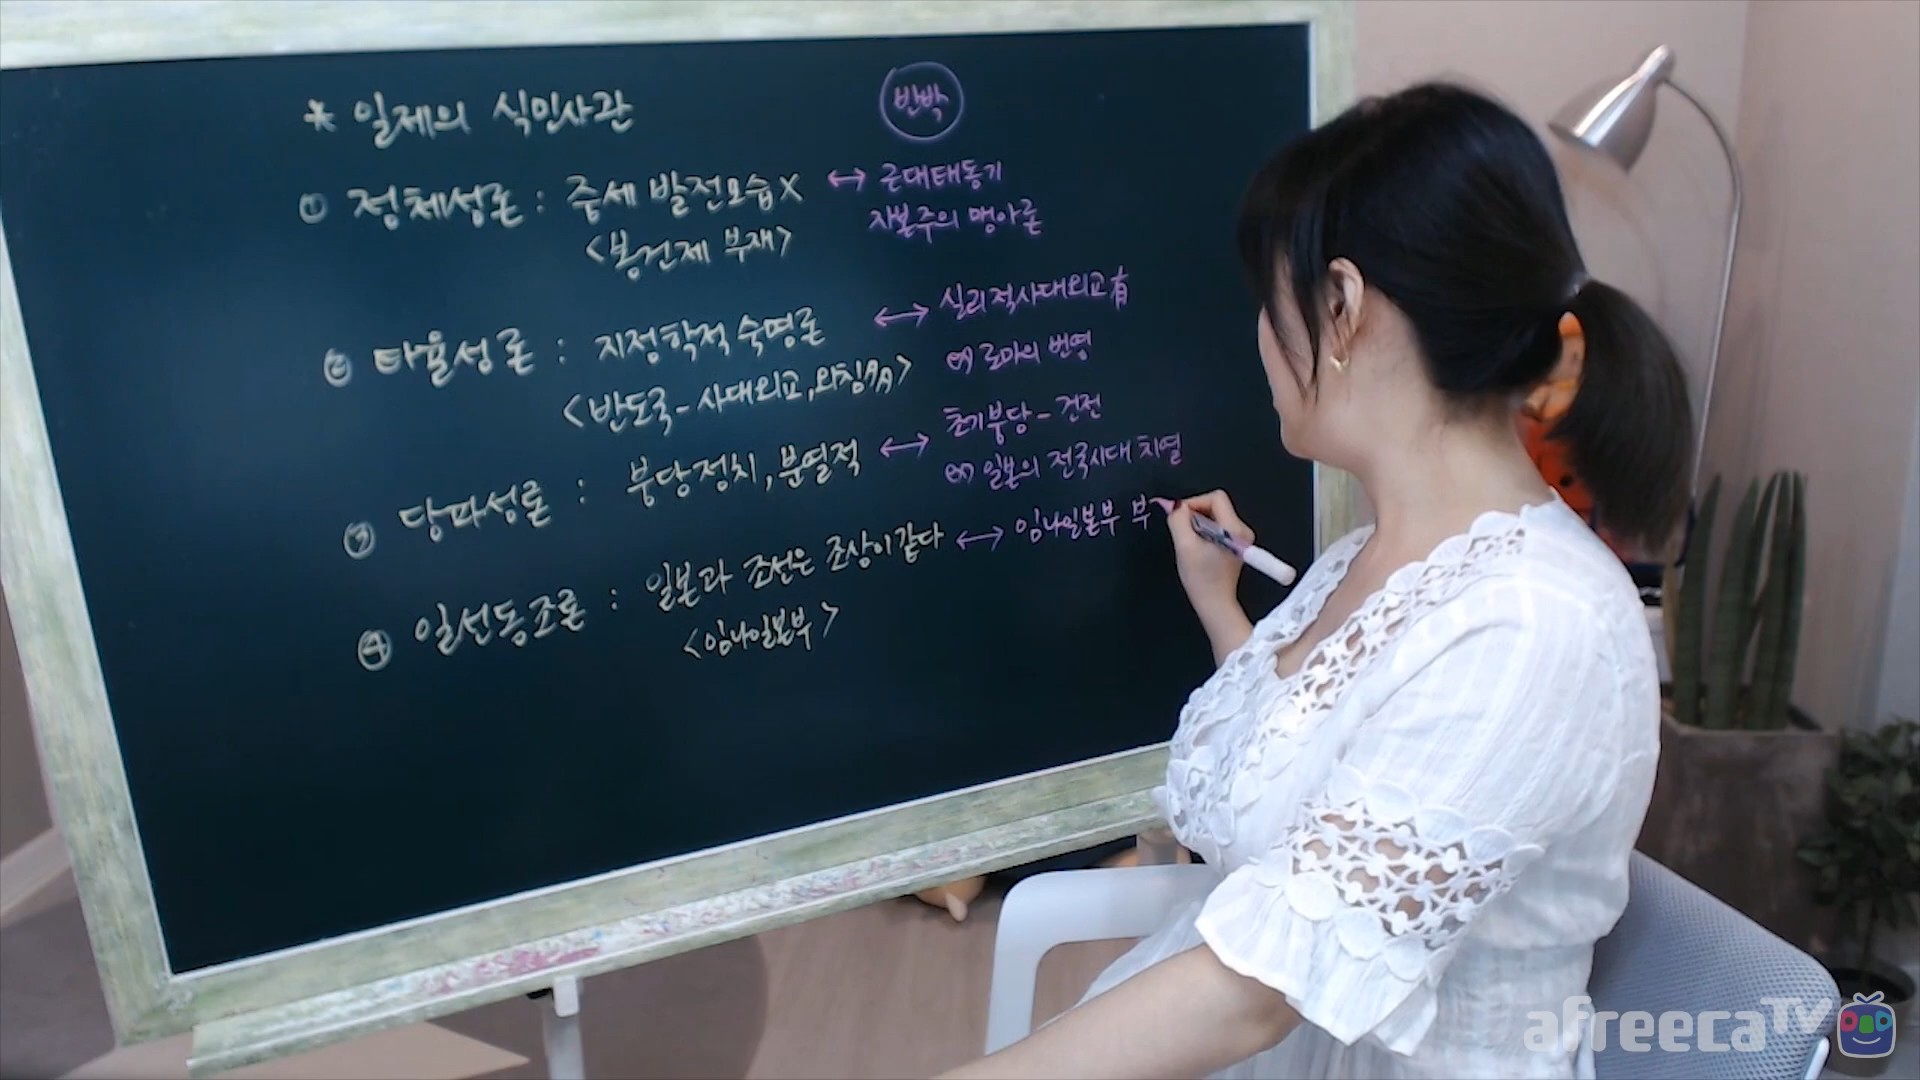 * 일제의 식민사관
반박
① 정체성론 : 중세 발전모습 X ↔ 근대태동기
<봉건제 부재>
자본주의 맹아론
② 타율성론 : 지정학적 숙명론 ↔ 실리적사대외교 有
<반도국 - 사대외교, 외침多>
예) 로마의 번영
③ 당파성론 : 붕당정치, 분열적 ↔ 초기붕당 - 건전
예) 일본의 전국시대 치열
④ 일선동조론 : 일본과 조선은 조상이 같다 ↔ 임나일본부 부
<임나일본부>
afreecaTV